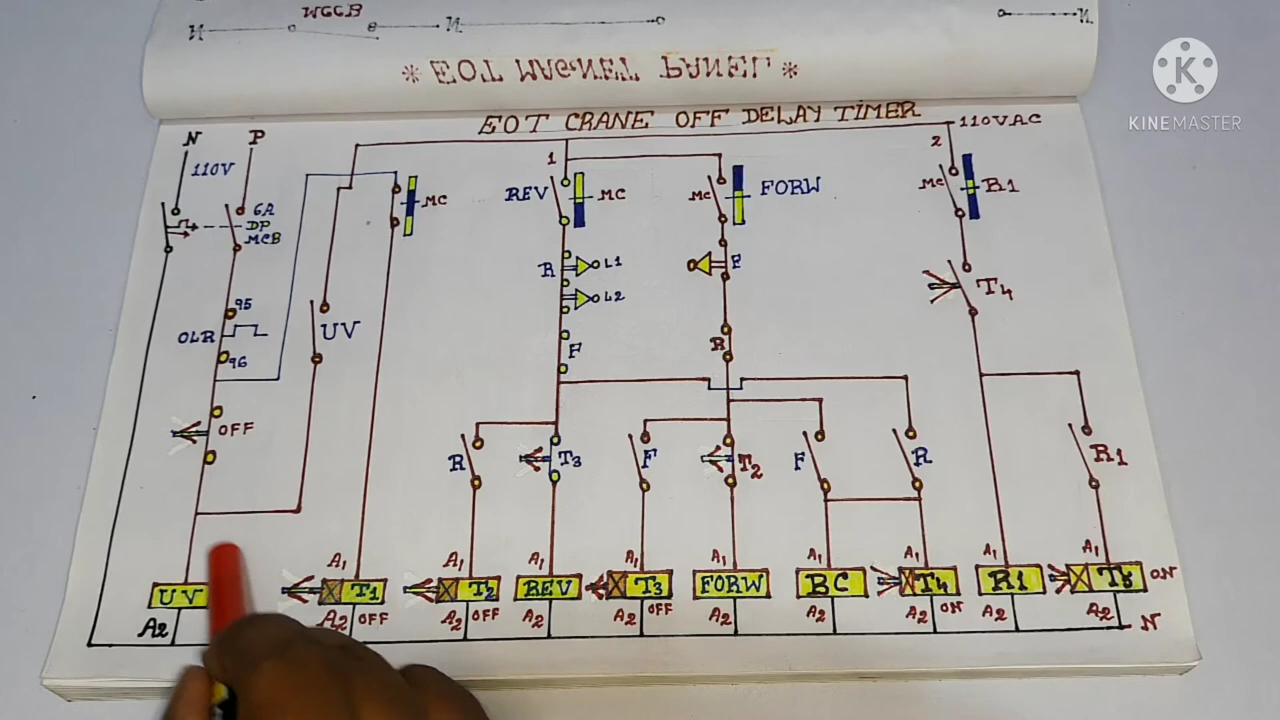 WGCB
N
N
N
* EOT MAGNET PANEL *
EOT CRANE OFF DELAY TIMER
110VAC
N P
110V
1
2
MC
REV
MC
MC
FORW
MC
R1
6A
DP
MCB
R
L1
L2
F
T4
95
OLR
96
UV
F
R
OFF
R
T3
F
T2
F
R
R1
A1
A1
A1
A1
A1
A1
A1
A1
A1
UV
T1
T2
REV
T3
FORW
BC
T4
R1
T5
ON
A2
A2
OFF
A2
OFF
A2
A2
OFF
A2
A2
A2
ON
A2
A2
N
K
KINEMASTER